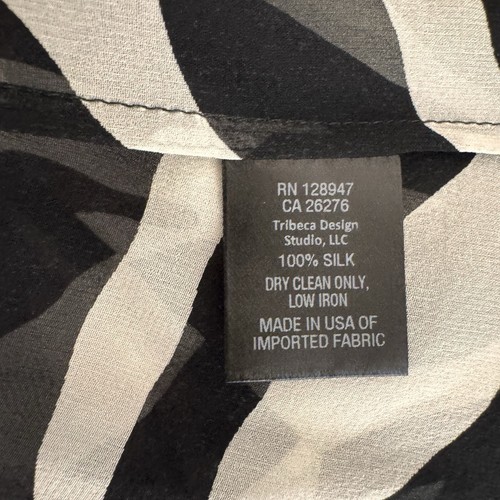 RN 128947
CA 26276
Tribeca Design
Studio, LLC
100% SILK
DRY CLEAN ONLY,
LOW IRON
MADE IN USA OF
IMPORTED FABRIC